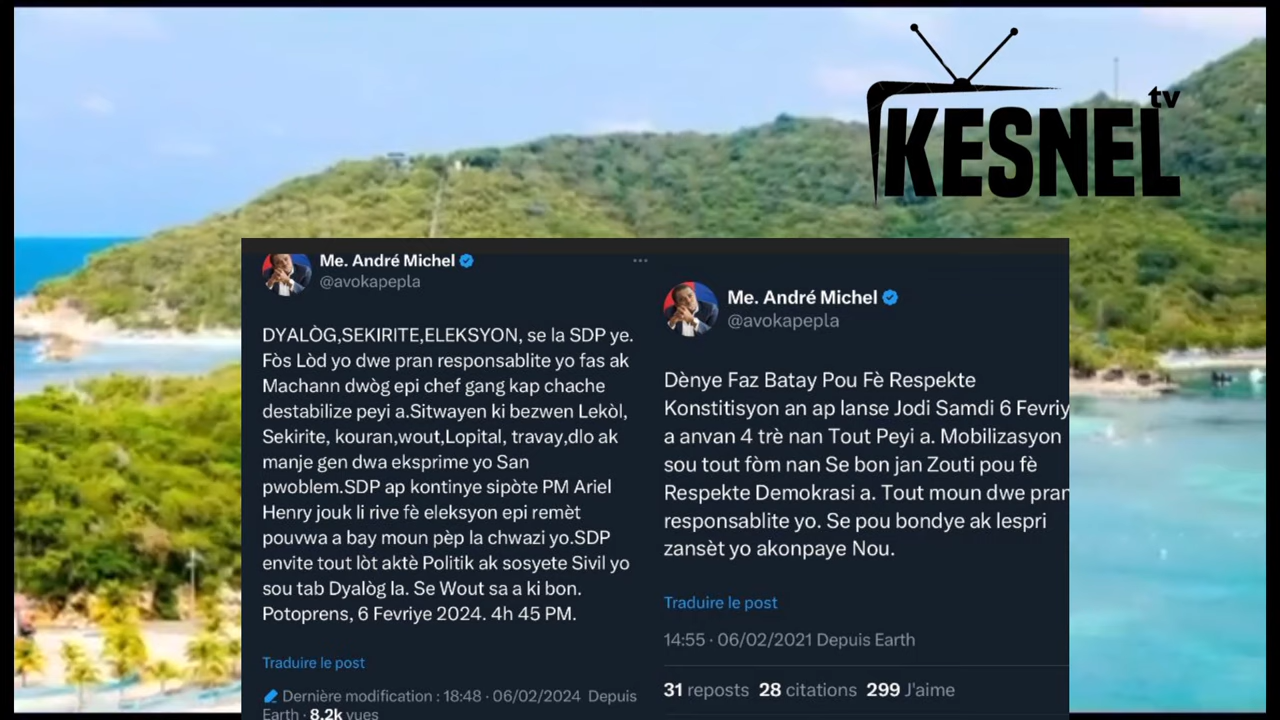 tv
KESNEL
Me. André Michel
@avokapepla
DYALÒG,SEKIRITE,ELEKSYON, se la SDP ye.
Fòs Lòd yo dwe pran responsablite yo fas ak
Machann dwòg epi chef gang kap chache
destabilize peyi a.Sitwayen ki bezwen Lekòl,
Sekirite, kouran,wout,Lopital, travay,dlo ak
manje gen dwa eksprime yo San
pwoblem.SDP ap kontinye sipòte PM Ariel
Henry jouk li rive fè eleksyon epi remèt
pouvwa a bay moun pèp la chwazi yo.SDP
envite tout lòt aktè Politik ak sosyete Sivil yo
sou tab Dyalòg la. Se Wout sa a ki bon.
Potoprens, 6 Fevriye 2024. 4h 45 PM.
Traduire le post
Dernière modification : 18:48 · 06/02/2024 Depuis
Earth · 8,2k vues
Me. André Michel
@avokapepla
Dènye Faz Batay Pou Fè Respekte
Konstitisyon an ap lanse Jodi Samdi 6 Fevriy
a anvan 4 trè nan Tout Peyi a. Mobilizasyon
sou tout fòm nan Se bon jan Zouti pou fè
Respekte Demokrasi a. Tout moun dwe pran
responsablite yo. Se pou bondye ak lespri
zansèt yo akonpaye Nou.
Traduire le post
14:55 · 06/02/2021 Depuis Earth
31 reposts 28 citations 299 J'aime